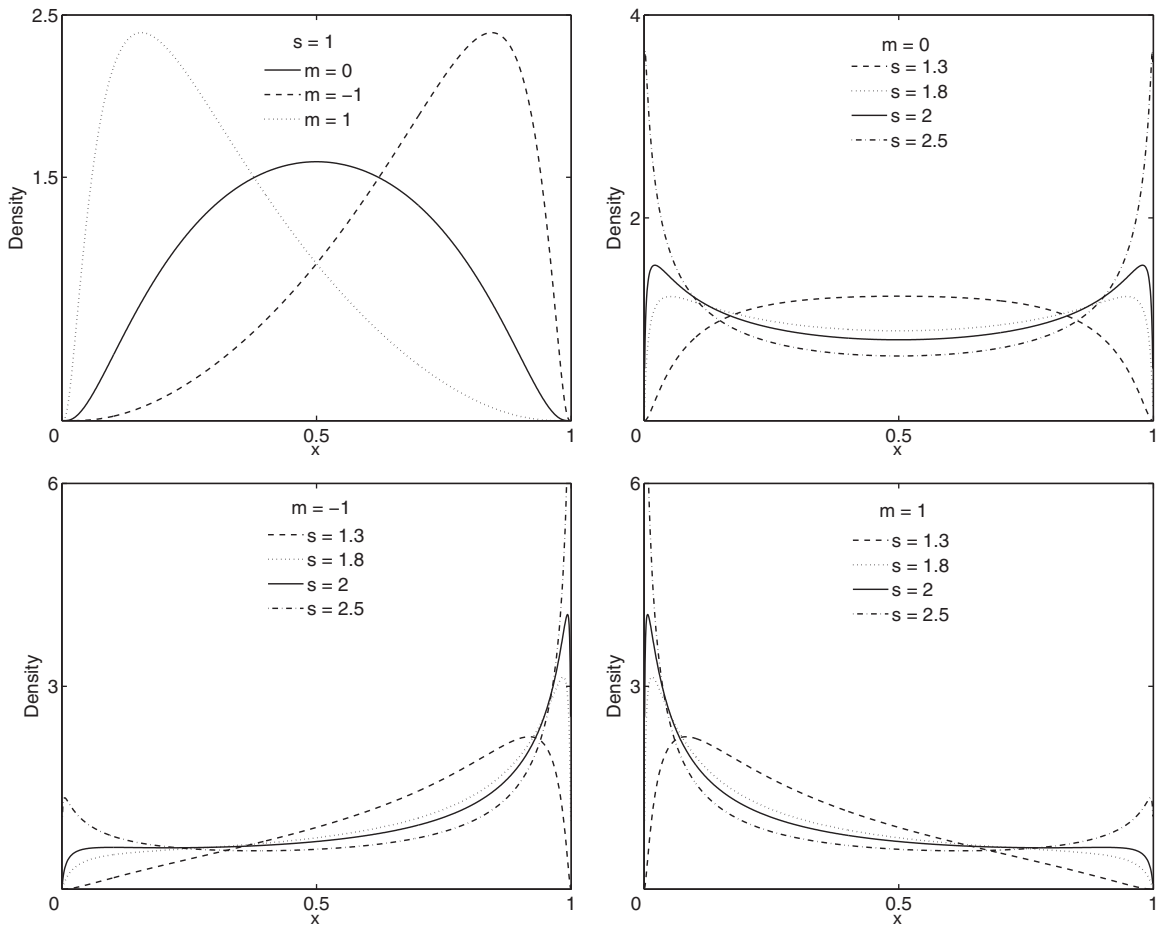 2.5
s = 1
m = 0
m = −1
m = 1
1.5
Density
0
0.5
1
x
4
m = 0
s = 1.3
s = 1.8
s = 2
s = 2.5
2
Density
0
0.5
1
x
6
m = −1
s = 1.3
s = 1.8
s = 2
s = 2.5
3
Density
0
0.5
1
x
6
m = 1
s = 1.3
s = 1.8
s = 2
s = 2.5
3
Density
0
0.5
1
x